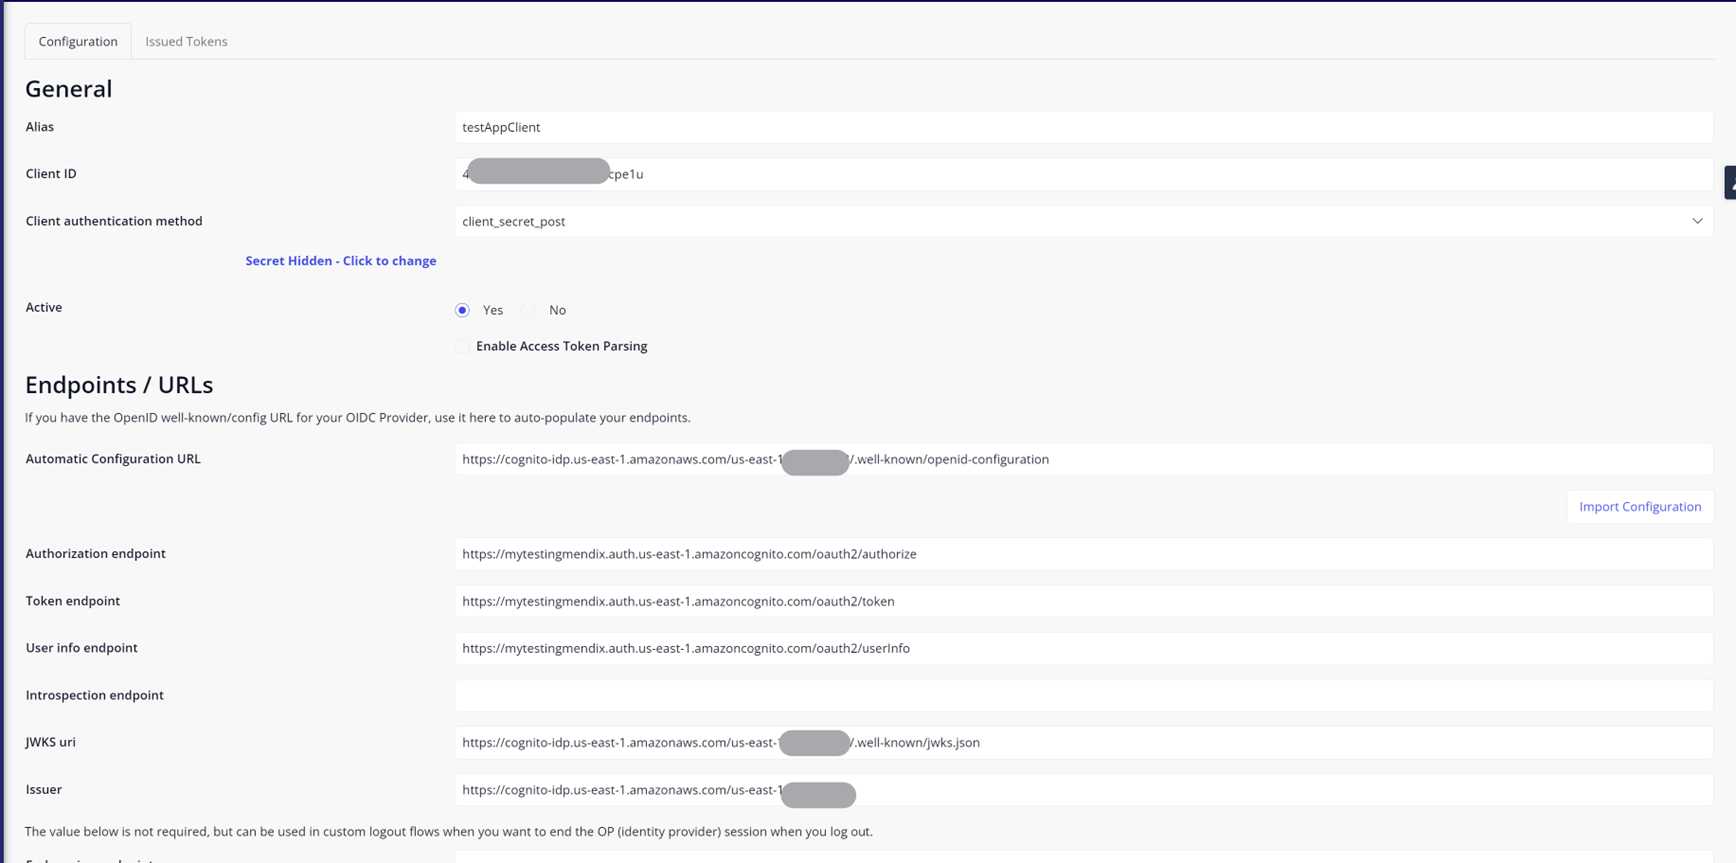 Configuration Issued Tokens
General
Alias testAppClient
Client ID 4 cpe1u
Client authentication method client_secret_post
Secret Hidden - Click to change
Active Yes No
Enable Access Token Parsing
Endpoints / URLs
If you have the OpenID well-known/config URL for your OIDC Provider, use it here to auto-populate your endpoints.
Automatic Configuration URL https://cognito-idp.us-east-1.amazonaws.com/us-east-1 /.well-known/openid-configuration
Import Configuration
Authorization endpoint https://mytestingmendix.auth.us-east-1.amazoncognito.com/oauth2/authorize
Token endpoint https://mytestingmendix.auth.us-east-1.amazoncognito.com/oauth2/token
User info endpoint https://mytestingmendix.auth.us-east-1.amazoncognito.com/oauth2/userInfo
Introspection endpoint
JWKS uri https://cognito-idp.us-east-1.amazonaws.com/us-east- /.well-known/jwks.json
Issuer https://cognito-idp.us-east-1.amazonaws.com/us-east-1
The value below is not required, but can be used in custom logout flows when you want to end the OP (identity provider) session when you log out.